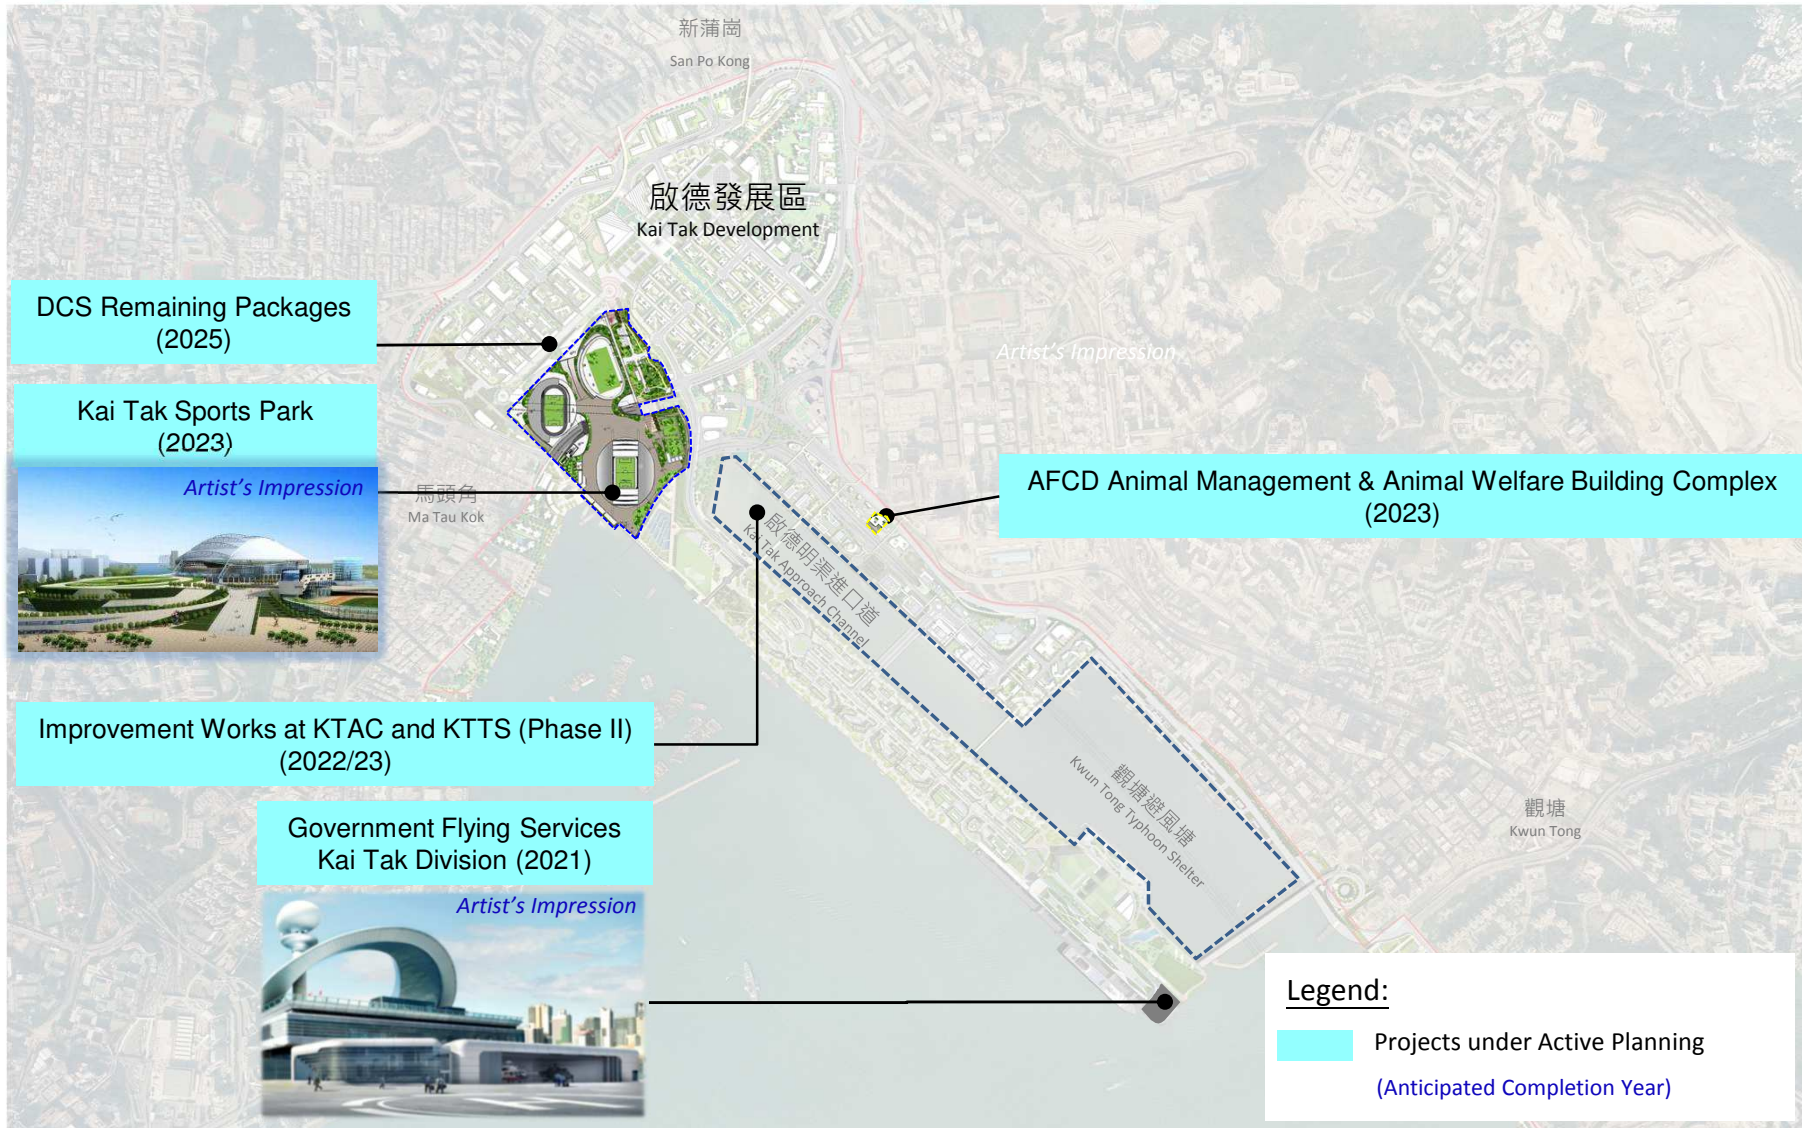 新蒲崗
San Po Kong
啟德發展區
Kai Tak Development
DCS Remaining Packages
(2025)
Artist's Impression
Kai Tak Sports Park
(2023)
Artist's Impression
馬頭角
Ma Tau Kok
AFCD Animal Management & Animal Welfare Building Complex
(2023)
啟德明渠進口道
Kai Tak Approach Channel
Improvement Works at KTAC and KTTS (Phase II)
(2022/23)
觀塘避風塘
Kwun Tong Typhoon Shelter
觀塘
Kwun Tong
Government Flying Services
Kai Tak Division (2021)
Artist's Impression
Legend:
Projects under Active Planning
(Anticipated Completion Year)